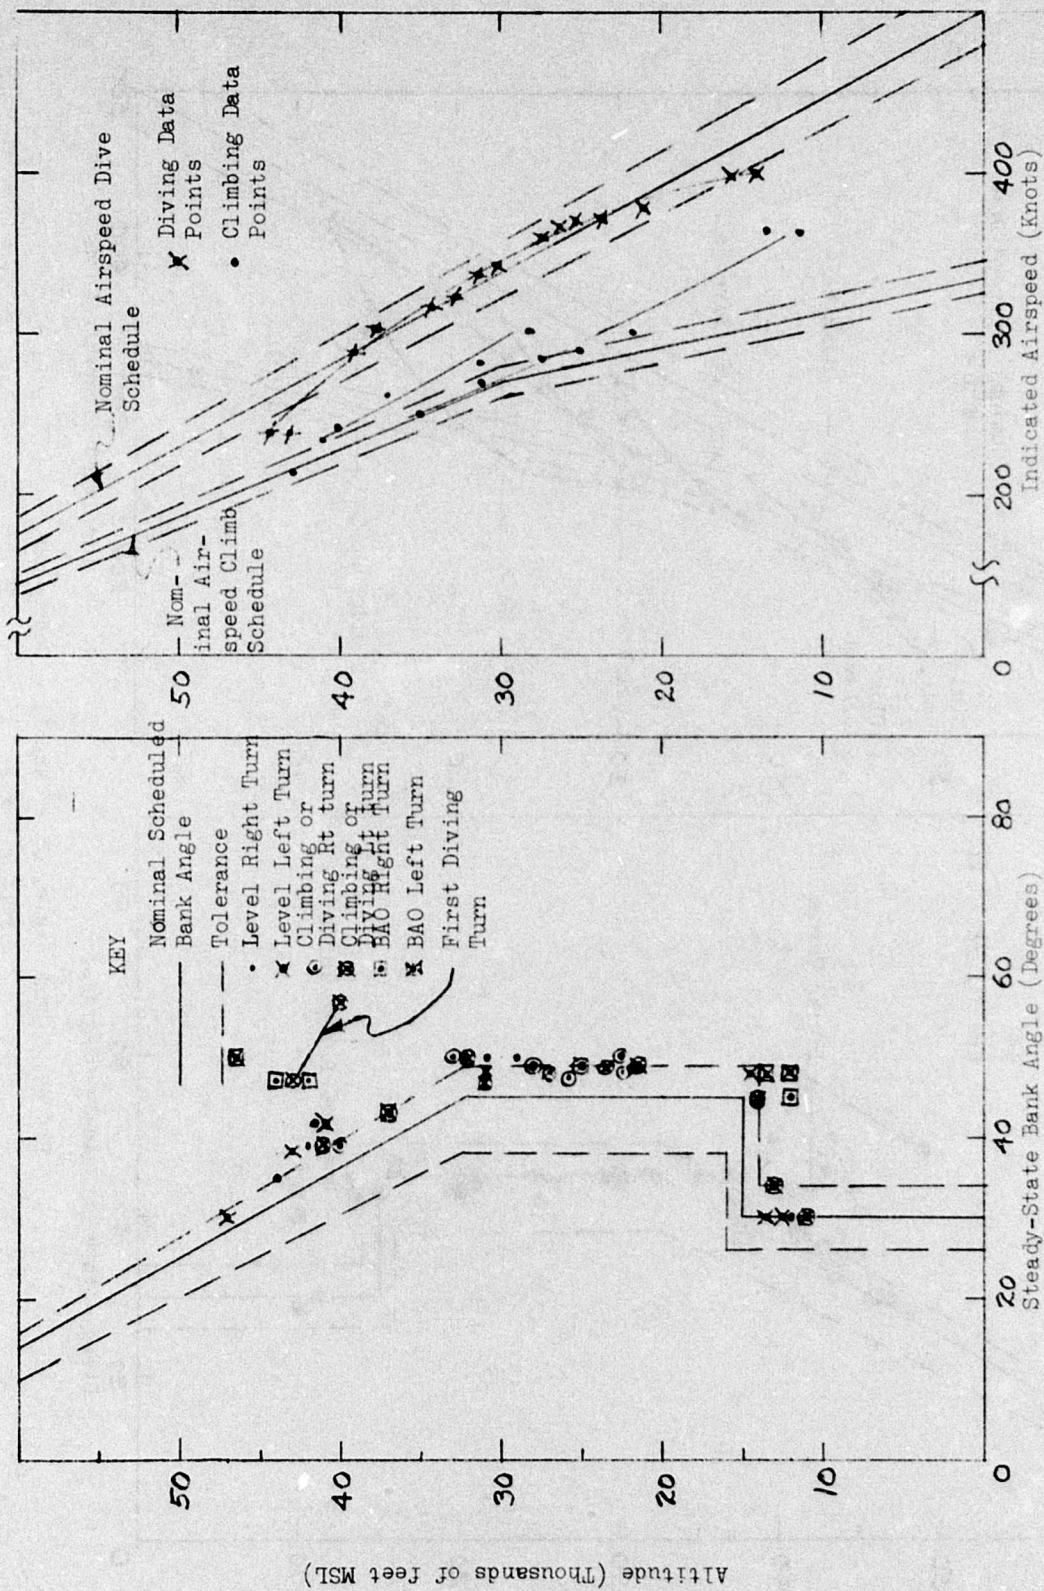 Altitude (Thousands of feet MSL)
50
40
30
20
10
0
20
40
60
80
Steady-State Bank Angle (Degrees)
KEY
Nominal Scheduled
Bank Angle
Tolerance
Level Right Turn
Level Left Turn
Climbing or
Diving Rt turn
Climbing or
Diving Lt Turn
BAO Right Turn
BAO Left Turn
First Diving
Turn
50
40
30
20
10
0
200
300
400
Indicated Airspeed (Knots)
Nom-
inal Air-
speed Climb
Schedule
Nominal Airspeed Dive
Schedule
Diving Data
Points
Climbing Data
Points